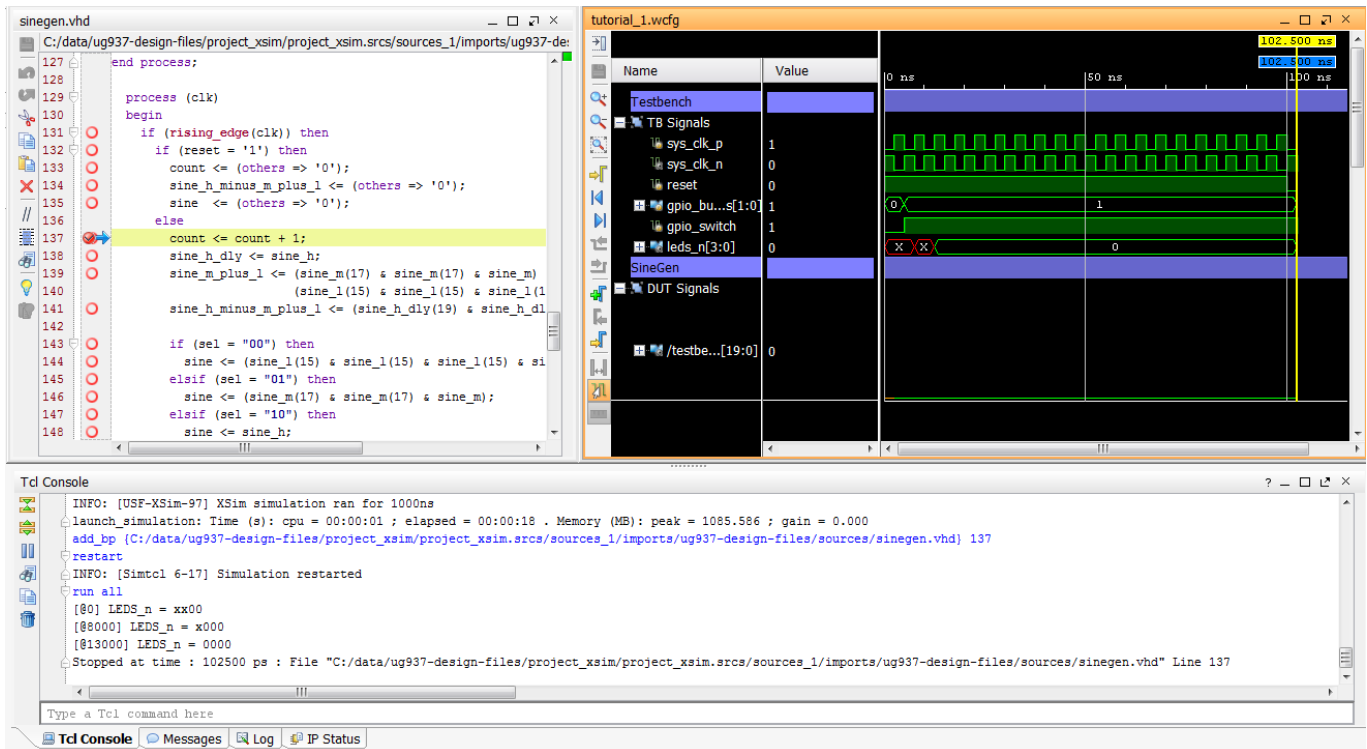 sinegen.vhd
C:/data/ug937-design-files/project_xsim/project_xsim.srcs/sources_1/imports/ug937-de:
127 end process;
128
129 process (clk)
130 begin
131 if (rising_edge(clk)) then
132 if (reset = '1') then
133 count <= (others => '0');
134 sine_h_minus_m_plus_l <= (others => '0');
135 sine <= (others => '0');
136 else
137 count <= count + 1;
138 sine_h_dly <= sine_h;
139 sine_m_plus_l <= (sine_m(17) & sine_m(17) & sine_m)
140 (sine_l(15) & sine_l(15) & sine_l(1
141 sine_h_minus_m_plus_l <= (sine_h_dly(19) & sine_h_dl
142
143 if (sel = "00") then
144 sine <= (sine_l(15) & sine_l(15) & sine_l(15) & si
145 elsif (sel = "01") then
146 sine <= (sine_m(17) & sine_m(17) & sine_m);
147 elsif (sel = "10") then
148 sine <= sine_h;
tutorial_1.wcfg
102.500 ns
102.500 ns
Name Value 0 ns 50 ns 100 ns
Testbench
TB Signals
sys_clk_p 1
sys_clk_n 0
reset 0
gpio_bu...s[1:0] 1 0 1
gpio_switch 1
leds_n[3:0] 0 X X 0
SineGen
DUT Signals
/testbe...[19:0] 0
Tcl Console
INFO: [USF-XSim-97] XSim simulation ran for 1000ns
launch_simulation: Time (s): cpu = 00:00:01 ; elapsed = 00:00:18 . Memory (MB): peak = 1085.586 ; gain = 0.000
add_bp {C:/data/ug937-design-files/project_xsim/project_xsim.srcs/sources_1/imports/ug937-design-files/sources/sinegen.vhd} 137
restart
INFO: [Simtcl 6-17] Simulation restarted
run all
[@0] LEDS_n = xx00
[@8000] LEDS_n = x000
[@13000] LEDS_n = 0000
Stopped at time : 102500 ps : File "C:/data/ug937-design-files/project_xsim/project_xsim.srcs/sources_1/imports/ug937-design-files/sources/sinegen.vhd" Line 137
Type a Tcl command here
Tcl Console Messages Log IP Status